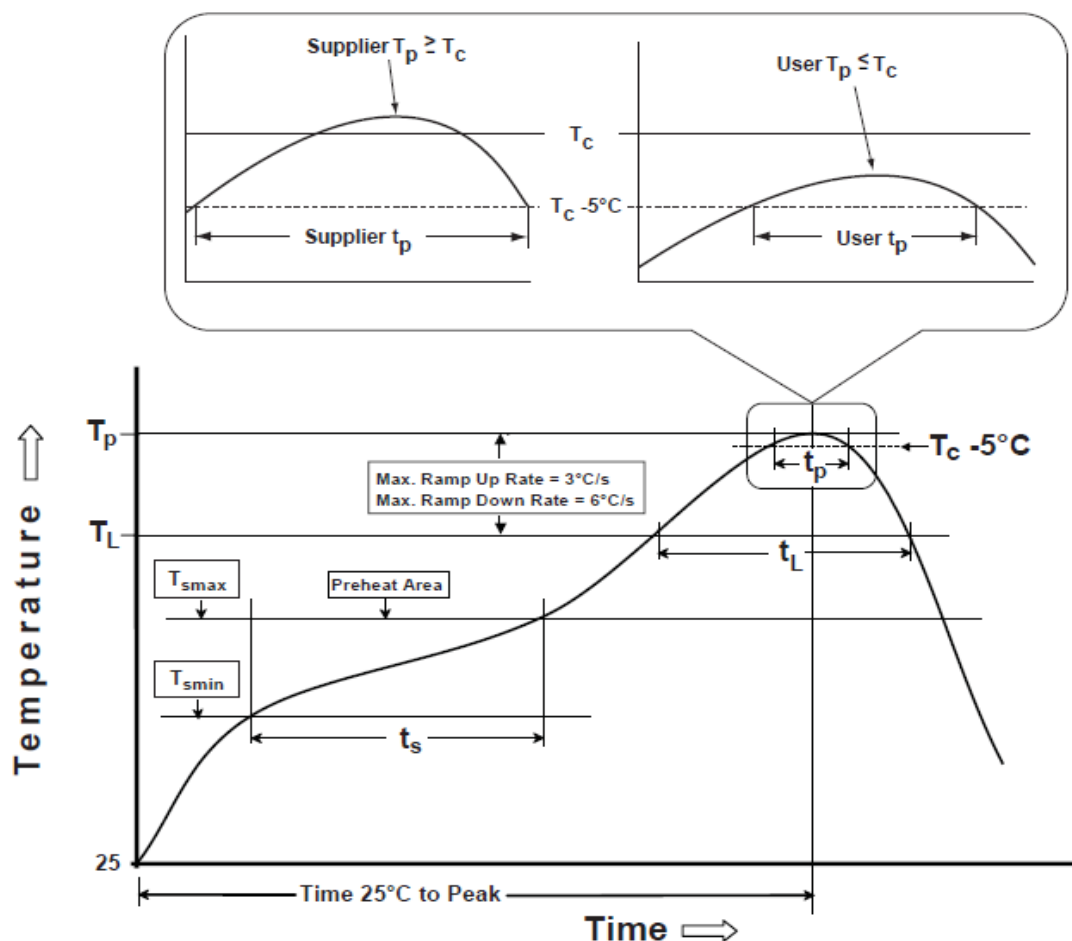 Supplier Tp ≥ Tc
User Tp ≤ Tc
Tc
Tc -5°C
Supplier tp
User tp
Tp
Tc -5°C
tp
Max. Ramp Up Rate = 3°C/s
Max. Ramp Down Rate = 6°C/s
TL
tL
Tsmax
Preheat Area
Tsmin
ts
Temperature
25
Time 25°C to Peak
Time